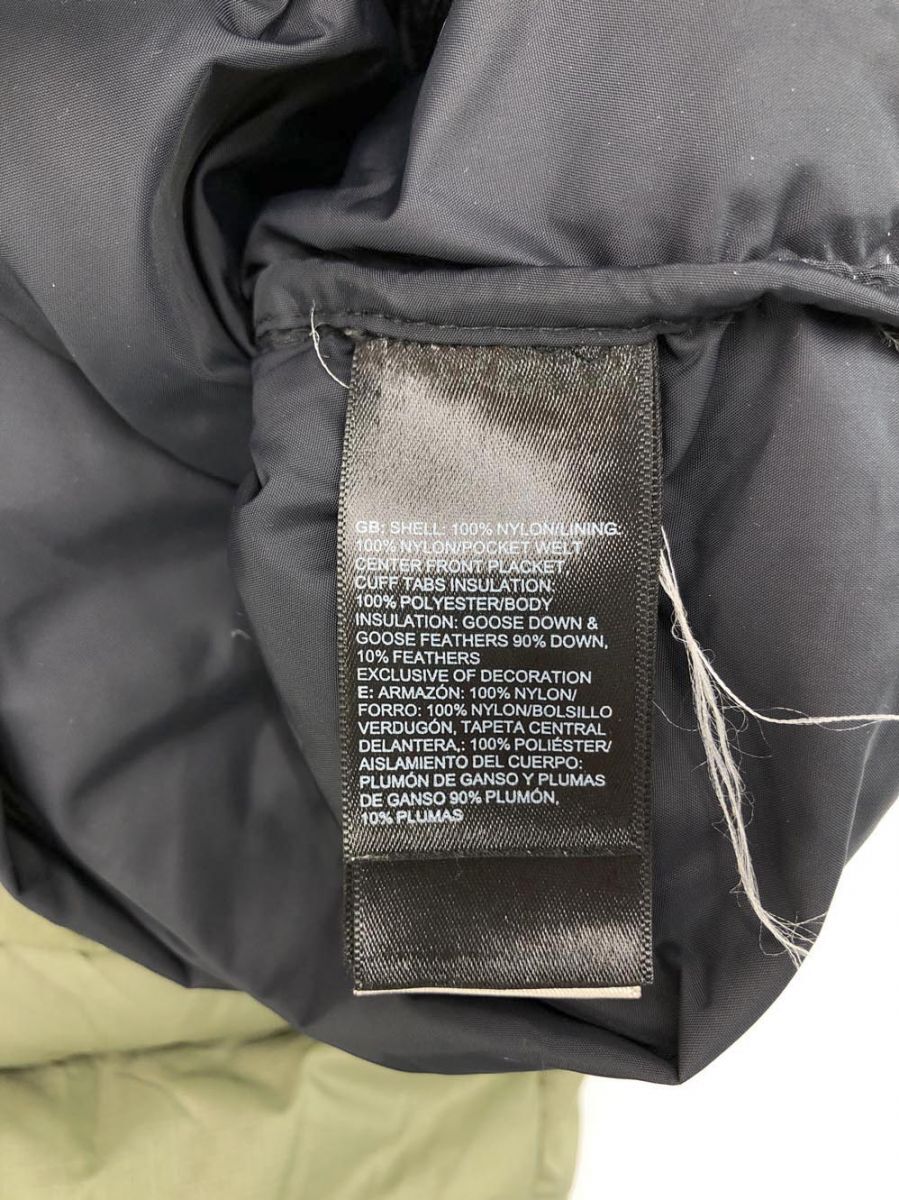 GB: SHELL: 100% NYLON/LINING:
100% NYLON/POCKET WELT
CENTER FRONT PLACKET
CUFF TABS INSULATION:
100% POLYESTER/BODY
INSULATION: GOOSE DOWN &
GOOSE FEATHERS 90% DOWN,
10% FEATHERS
EXCLUSIVE OF DECORATION
E: ARMAZÓN: 100% NYLON/
FORRO: 100% NYLON/BOLSILLO
VERDUGÓN, TAPETA CENTRAL
DELANTERA,: 100% POLIÉSTER/
AISLAMIENTO DEL CUERPO:
PLUMÓN DE GANSO Y PLUMAS
DE GANSO 90% PLUMÓN,
10% PLUMAS